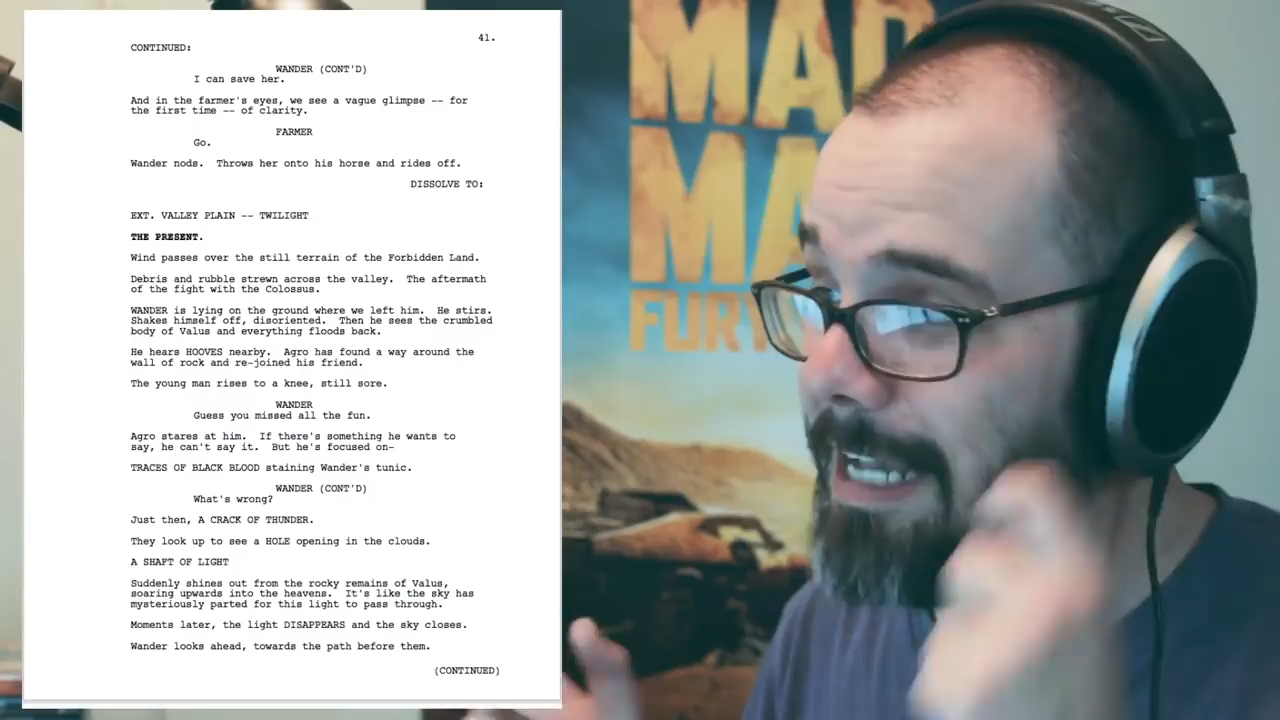 41.
CONTINUED:
WANDER (CONT'D)
I can save her.
And in the farmer's eyes, we see a vague glimpse -- for
the first time -- of clarity.
FARMER
Go.
Wander nods.  Throws her onto his horse and rides off.
DISSOLVE TO:
EXT. VALLEY PLAIN -- TWILIGHT
THE PRESENT.
Wind passes over the still terrain of the Forbidden Land.
Debris and rubble strewn across the valley.  The aftermath
of the fight with the Colossus.
WANDER is lying on the ground where we left him.  He stirs.
Shakes himself off, disoriented.  Then he sees the crumbled
body of Valus and everything floods back.
He hears HOOVES nearby.  Agro has found a way around the
wall of rock and re-joined his friend.
The young man rises to a knee, still sore.
WANDER
Guess you missed all the fun.
Agro stares at him.  If there's something he wants to
say, he can't say it.  But he's focused on-
TRACES OF BLACK BLOOD staining Wander's tunic.
WANDER (CONT'D)
What's wrong?
Just then, A CRACK OF THUNDER.
They look up to see a HOLE opening in the clouds.
A SHAFT OF LIGHT
Suddenly shines out from the rocky remains of Valus,
soaring upwards into the heavens.  It's like the sky has
mysteriously parted for this light to pass through.
Moments later, the light DISAPPEARS and the sky closes.
Wander looks ahead, towards the path before them.
(CONTINUED)
MAD
MA
FURY